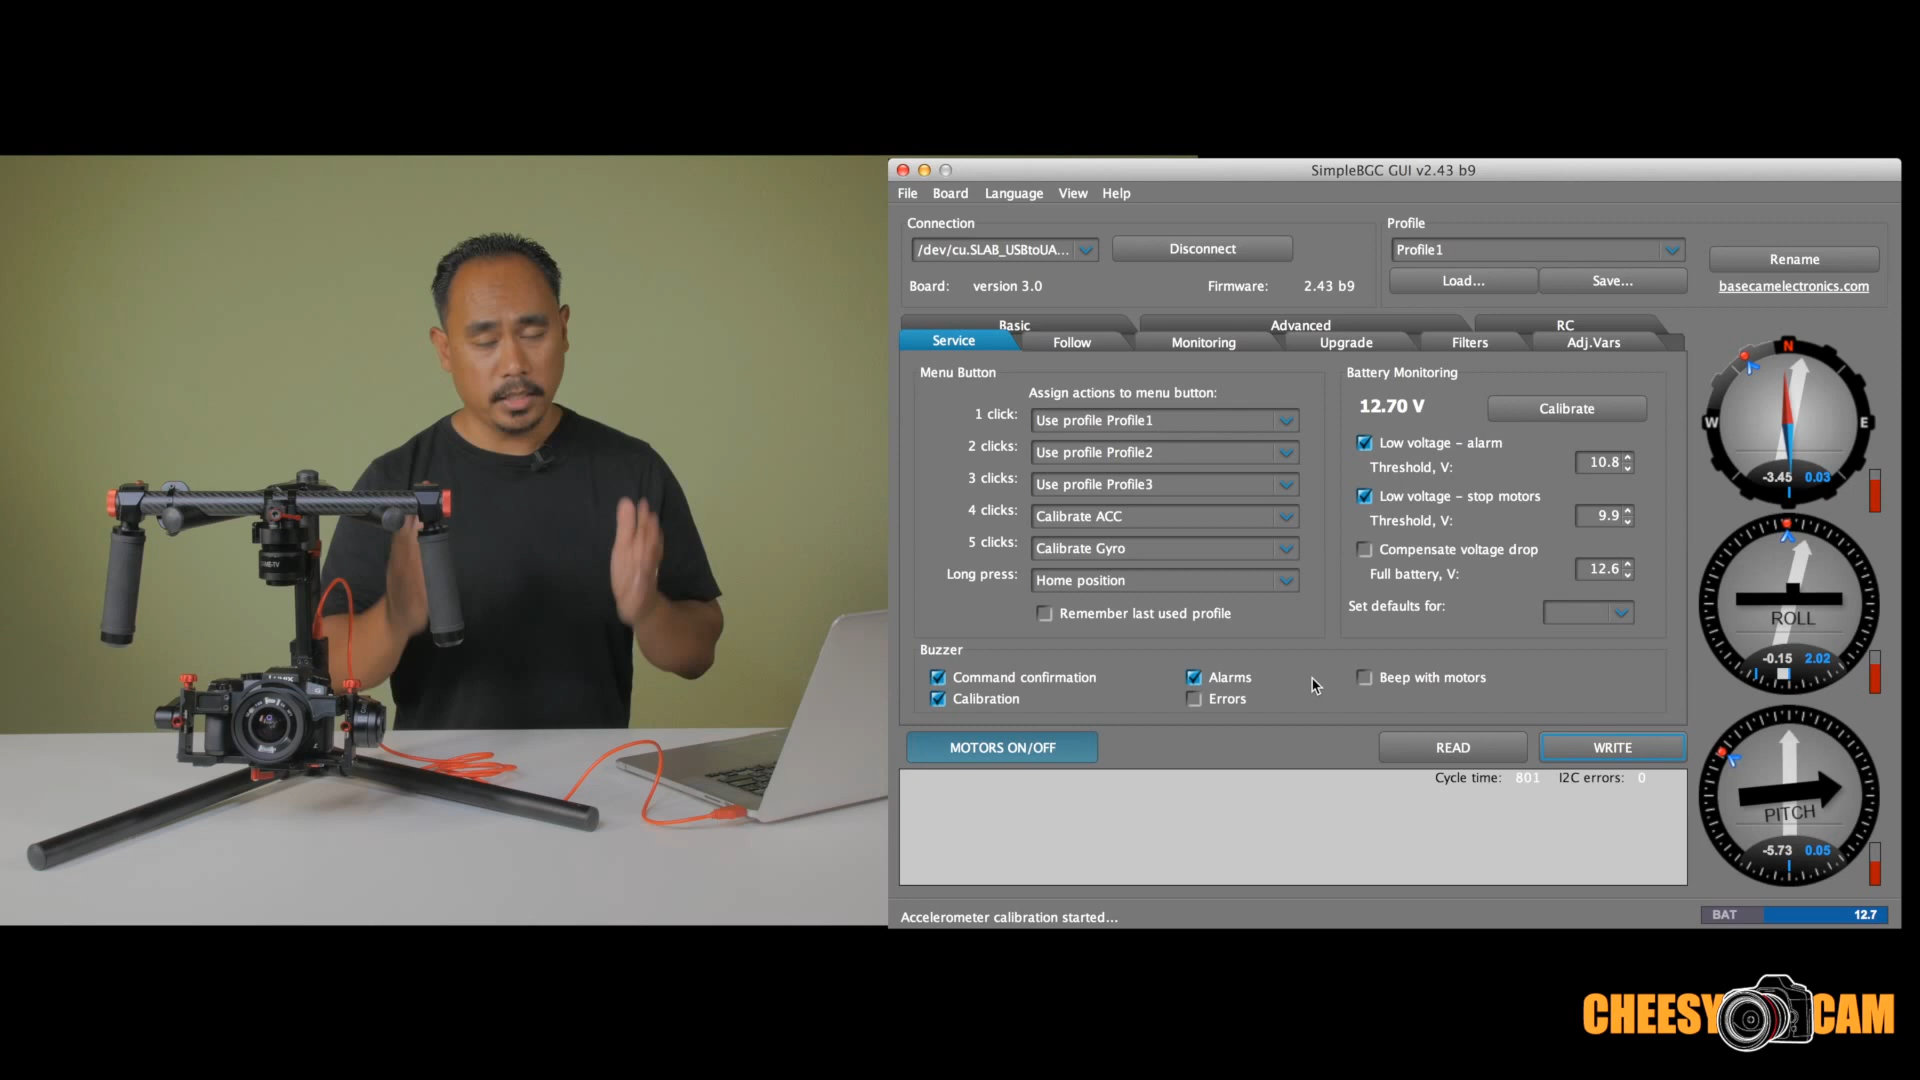 SimpleBGC GUI v2.43 b9
File Board Language View Help
Connection
/dev/cu.SLAB_USBtoUA...
Disconnect
Board: version 3.0
Firmware: 2.43 b9
Profile
Profile1
Load...
Save...
Rename
basecamelectronics.com
Basic
Advanced
RC
Service
Follow
Monitoring
Upgrade
Filters
Adj.Vars
Menu Button
Assign actions to menu button:
1 click: Use profile Profile1
2 clicks: Use profile Profile2
3 clicks: Use profile Profile3
4 clicks: Calibrate ACC
5 clicks: Calibrate Gyro
Long press: Home position
Remember last used profile
Battery Monitoring
12.70 V
Calibrate
Low voltage - alarm
Threshold, V: 10.8
Low voltage - stop motors
Threshold, V: 9.9
Compensate voltage drop
Full battery, V: 12.6
Set defaults for:
Buzzer
Command confirmation
Alarms
Beep with motors
Calibration
Errors
MOTORS ON/OFF
READ
WRITE
Cycle time: 801 I2C errors: 0
Accelerometer calibration started...
N
W
E
-3.45 0.03
ROLL
-0.15 2.02
PITCH
-5.73 0.05
BAT 12.7
LUMIX
CHEESYCAM